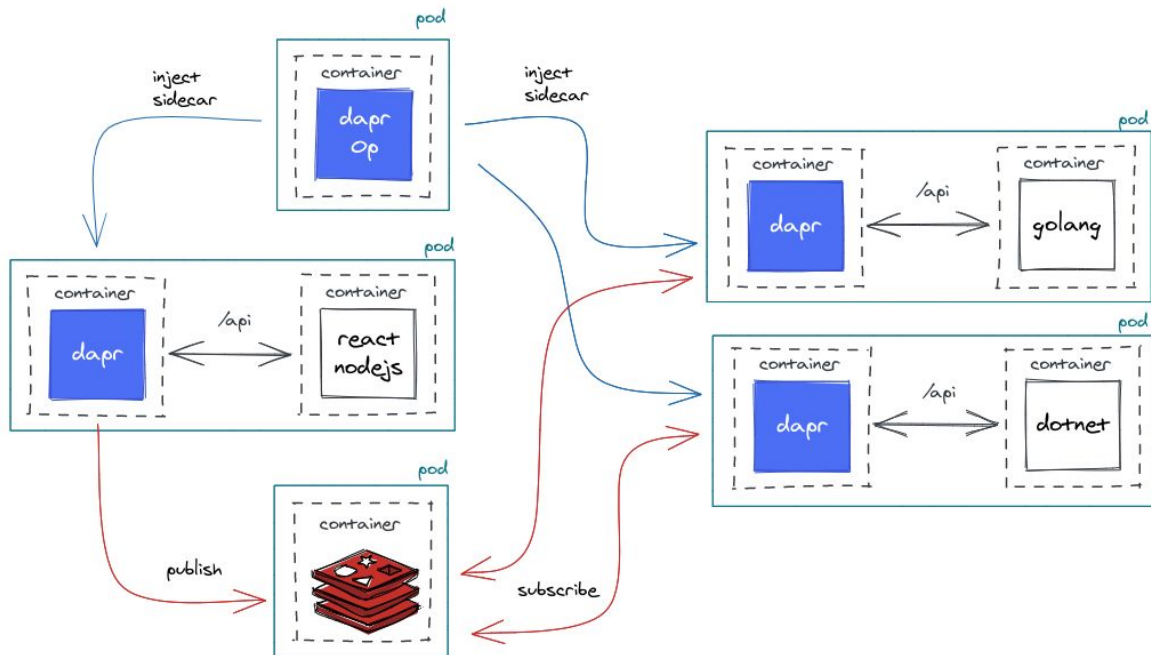 pod
container
dapr
Op
inject
sidecar
inject
sidecar
pod
container
dapr
/api
container
golang
pod
container
dapr
/api
container
react
nodejs
pod
container
dapr
/api
container
dotnet
pod
container
publish
subscribe